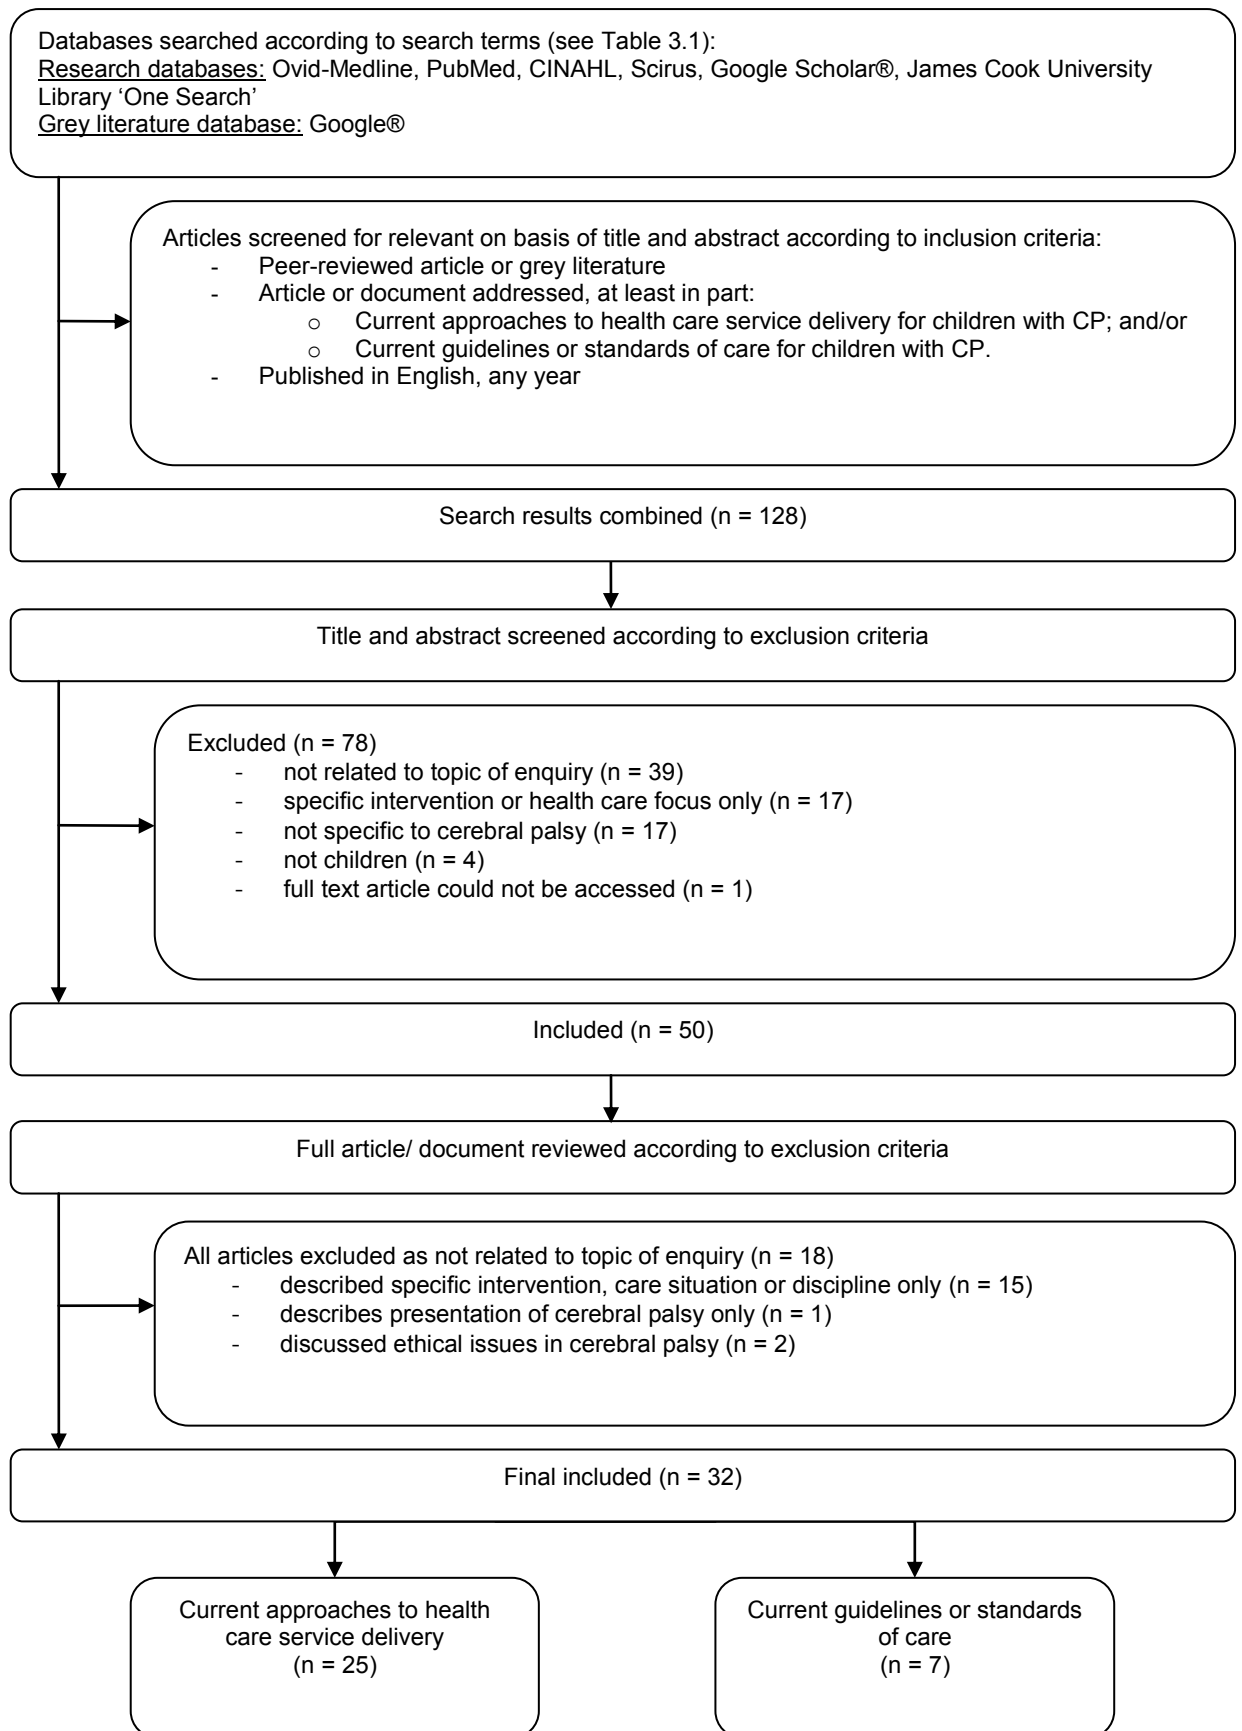 Databases searched according to search terms (see Table 3.1):
Research databases: Ovid-Medline, PubMed, CINAHL, Scirus, Google Scholar®, James Cook University
Library ‘One Search’
Grey literature database: Google®
Articles screened for relevant on basis of title and abstract according to inclusion criteria:
- Peer-reviewed article or grey literature
- Article or document addressed, at least in part:
o Current approaches to health care service delivery for children with CP; and/or
o Current guidelines or standards of care for children with CP.
- Published in English, any year
Search results combined (n = 128)
Title and abstract screened according to exclusion criteria
Excluded (n = 78)
- not related to topic of enquiry (n = 39)
- specific intervention or health care focus only (n = 17)
- not specific to cerebral palsy (n = 17)
- not children (n = 4)
- full text article could not be accessed (n = 1)
Included (n = 50)
Full article/ document reviewed according to exclusion criteria
All articles excluded as not related to topic of enquiry (n = 18)
- described specific intervention, care situation or discipline only (n = 15)
- describes presentation of cerebral palsy only (n = 1)
- discussed ethical issues in cerebral palsy (n = 2)
Final included (n = 32)
Current approaches to health
care service delivery
(n = 25)
Current guidelines or standards
of care
(n = 7)